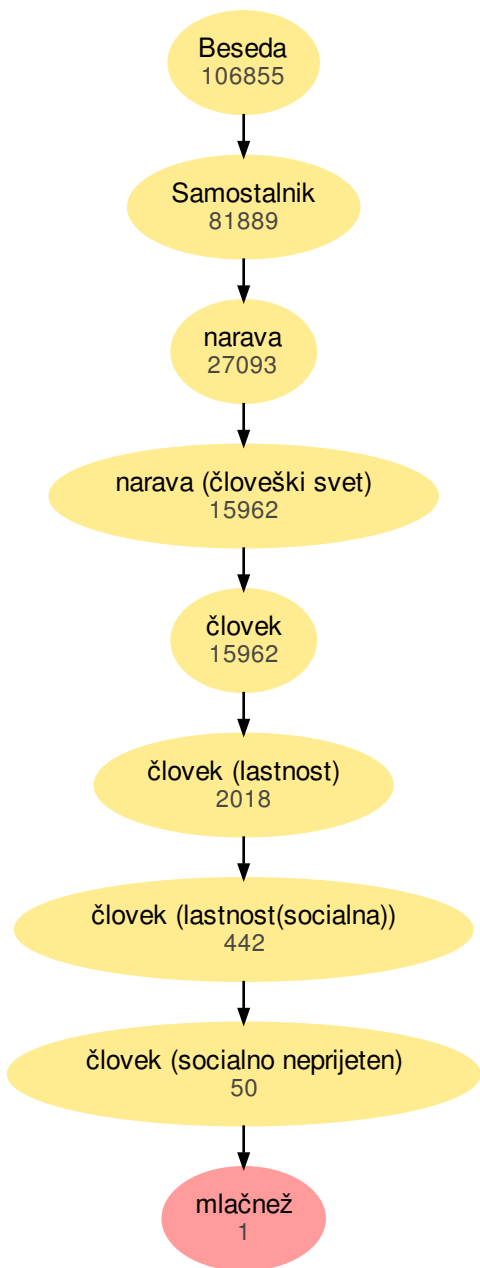 Beseda
106855
Samostalnik
81889
narava
27093
narava (človeški svet)
15962
človek
15962
človek (lastnost)
2018
človek (lastnost(socialna))
442
človek (socialno neprijeten)
50
mlačnež
1